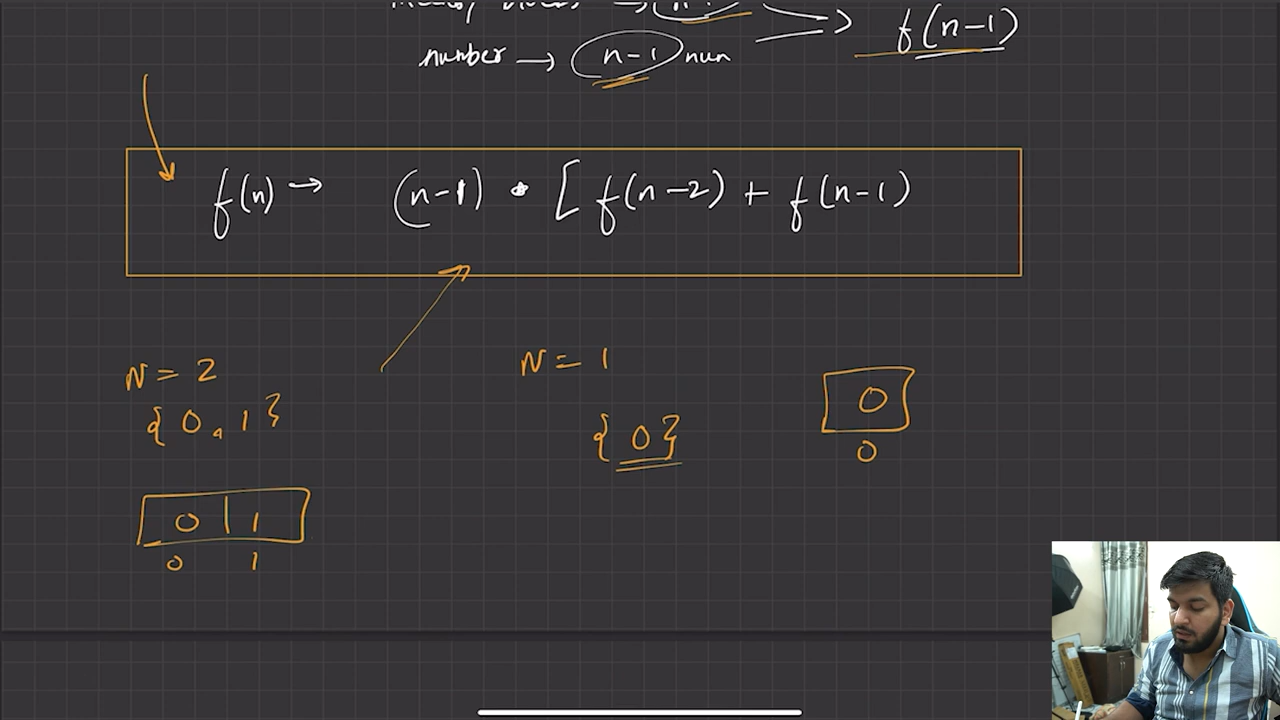 f(n-1)
number → n-1 num
f(n) → (n-1) • [ f(n-2) + f(n-1)
N = 2
N = 1
{ 0, 1 }
{ 0 }
0
0
0 | 1
0 1